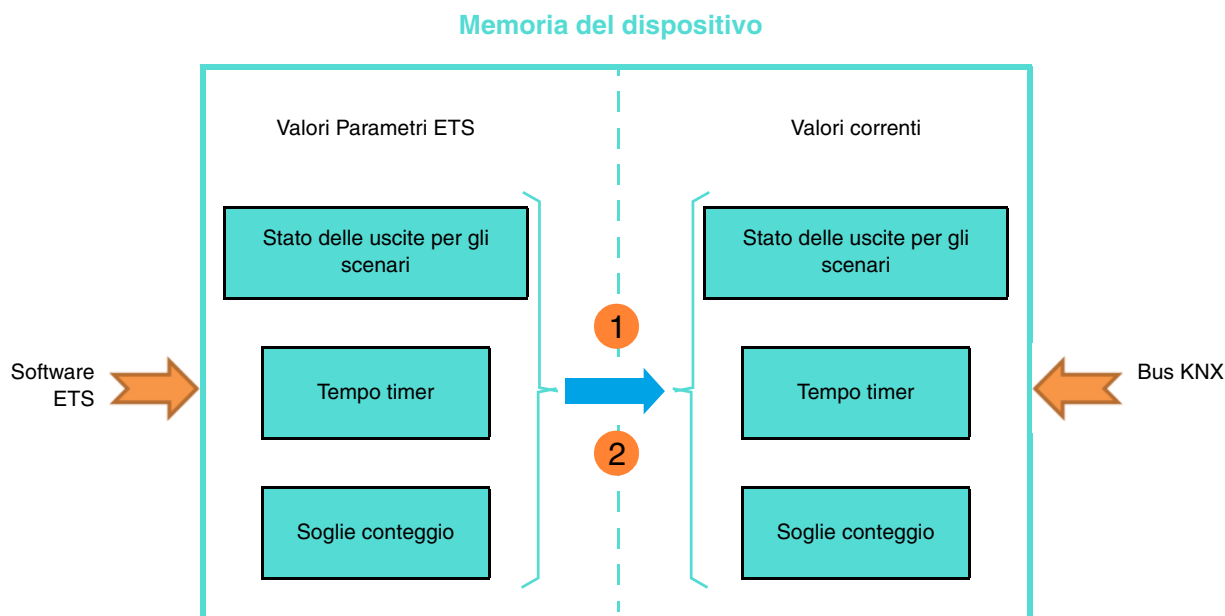 Memoria del dispositivo
Valori Parametri ETS
Valori correnti
Stato delle uscite per gli
scenari
Stato delle uscite per gli
scenari
1
Software
ETS
Tempo timer
Tempo timer
Bus KNX
2
Soglie conteggio
Soglie conteggio